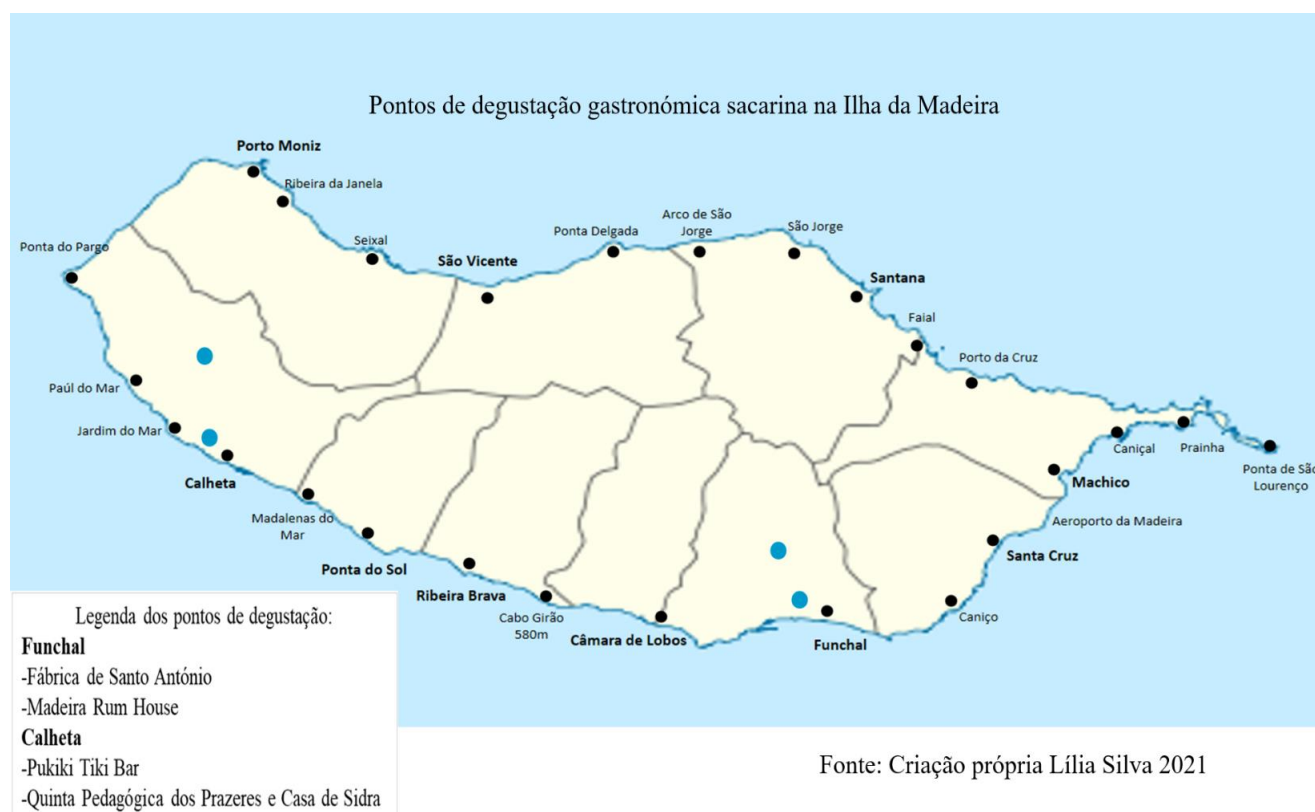 Pontos de degustação gastronómica sacarina na Ilha da Madeira
Porto Moniz
Ribeira da Janela
Ponta do Pargo
Seixal
São Vicente
Ponta Delgada
Arco de São
Jorge
São Jorge
Santana
Faial
Porto da Cruz
Paúl do Mar
Jardim do Mar
Calheta
Madalenas do
Mar
Ponta do Sol
Ribeira Brava
Cabo Girão
580m
Câmara de Lobos
Funchal
Caniço
Santa Cruz
Aeroporto da Madeira
Machico
Caniçal
Prainha
Ponta de São
Lourenço
Legenda dos pontos de degustação:
Funchal
-Fábrica de Santo António
-Madeira Rum House
Calheta
-Pukiki Tiki Bar
-Quinta Pedagógica dos Prazeres e Casa de Sidra
Fonte: Criação própria Lília Silva 2021